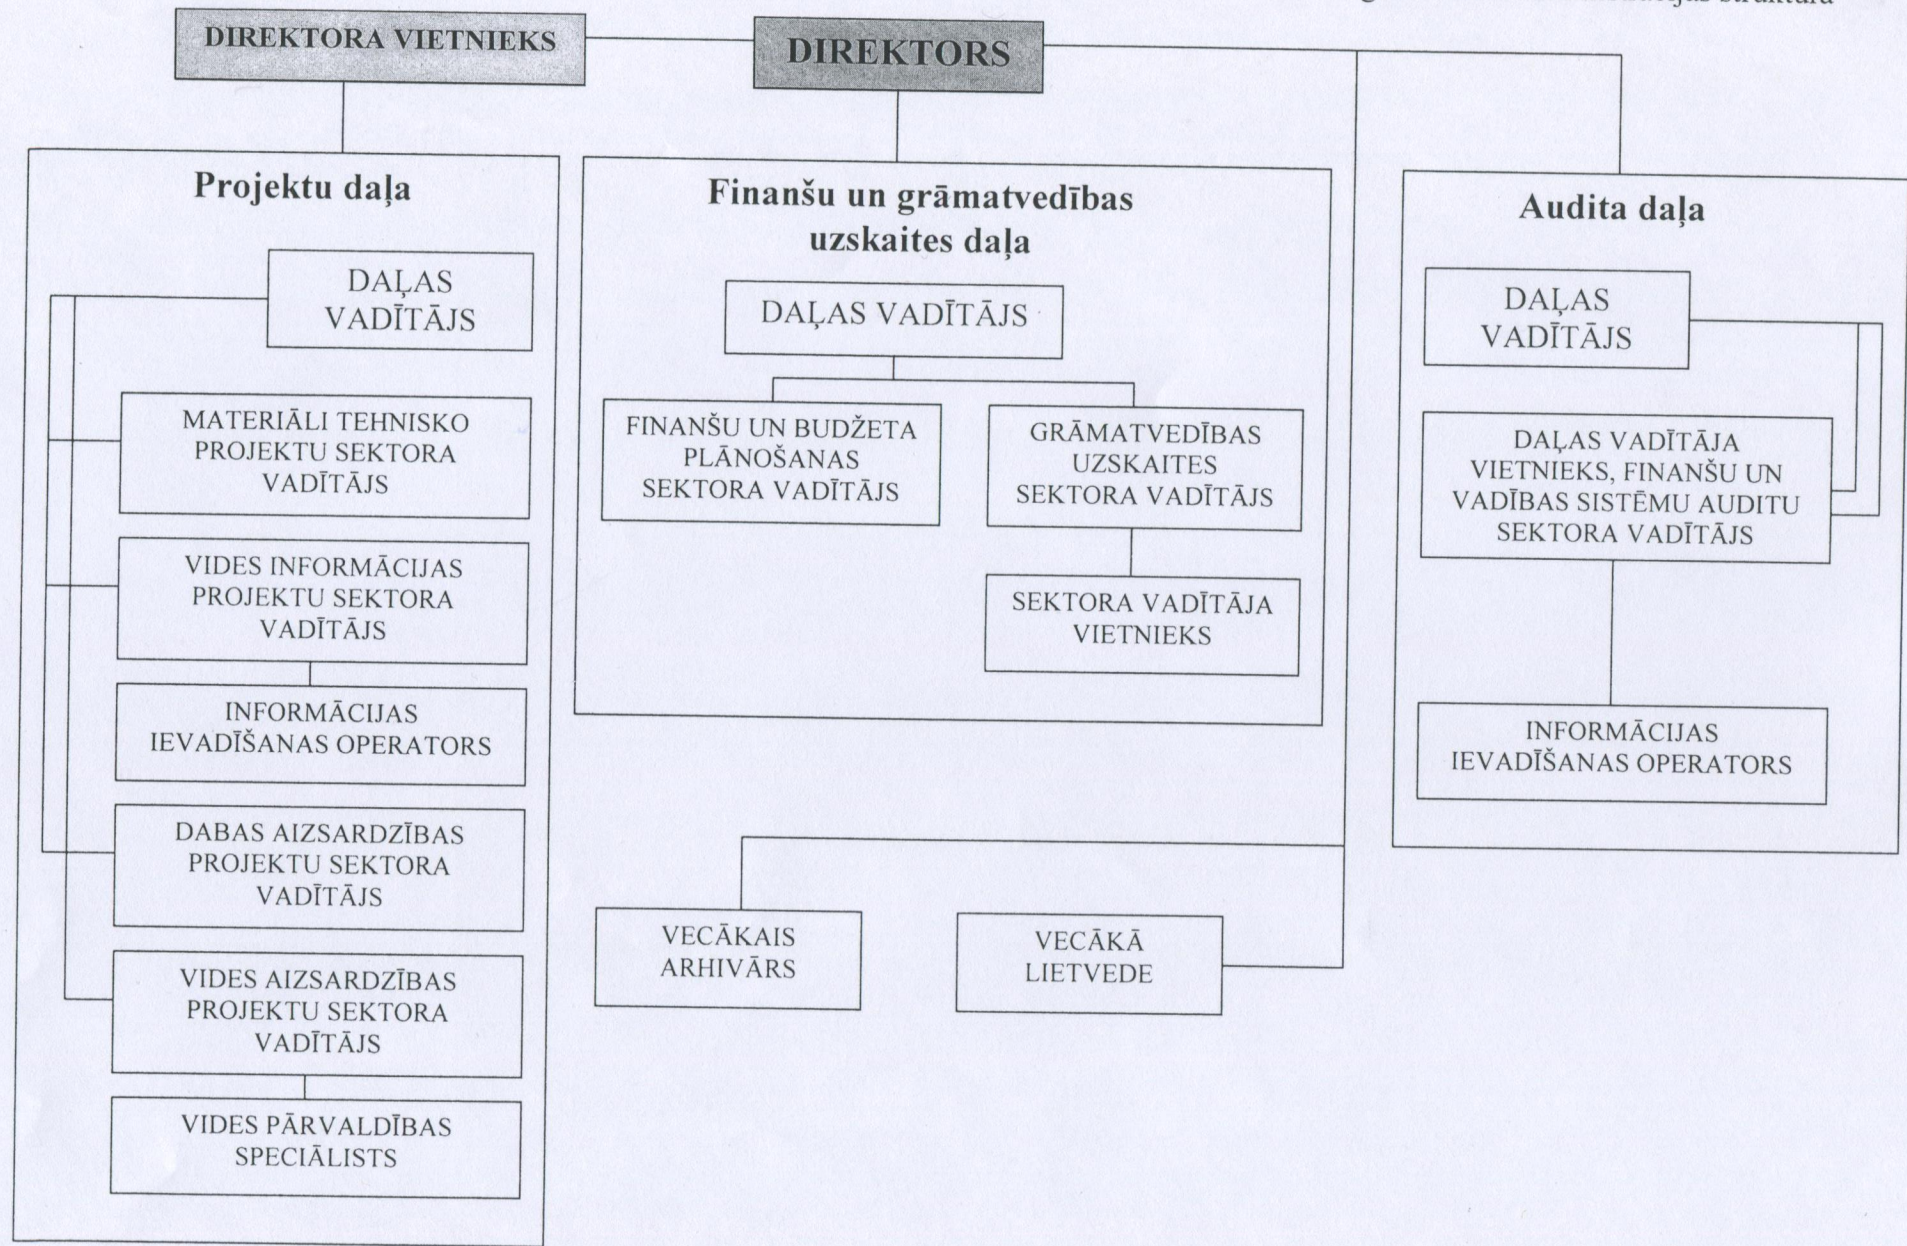 struktūra
DIREKTORA VIETNIEKS
DIREKTORS
Projektu daļa
DAĻAS
VADĪTĀJS
MATERIĀLI TEHNISKO
PROJEKTU SEKTORA
VADĪTĀJS
VIDES INFORMĀCIJAS
PROJEKTU SEKTORA
VADĪTĀJS
INFORMĀCIJAS
IEVADĪŠANAS OPERATORS
DABAS AIZSARDZĪBAS
PROJEKTU SEKTORA
VADĪTĀJS
VIDES AIZSARDZĪBAS
PROJEKTU SEKTORA
VADĪTĀJS
VIDES PĀRVALDĪBAS
SPECIĀLISTS
Finanšu un grāmatvedības
uzskaites daļa
DAĻAS VADĪTĀJS
FINANŠU UN BUDŽETA
PLĀNOŠANAS
SEKTORA VADĪTĀJS
GRĀMATVEDĪBAS
UZSKAITES
SEKTORA VADĪTĀJS
SEKTORA VADĪTĀJA
VIETNIEKS
VECĀKAIS
ARHIVĀRS
VECĀKĀ
LIETVEDE
Audita daļa
DAĻAS
VADĪTĀJS
DAĻAS VADĪTĀJA
VIETNIEKS, FINANŠU UN
VADĪBAS SISTĒMU AUDITU
SEKTORA VADĪTĀJS
INFORMĀCIJAS
IEVADĪŠANAS OPERATORS